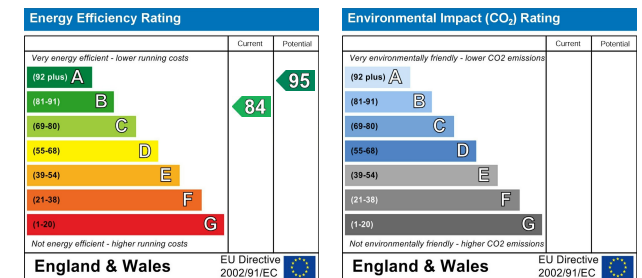 Energy Efficiency Rating
Current Potential
Very energy efficient - lower running costs
(92 plus) A
95
(81-91) B
84
(69-80) C
(55-68) D
(39-54) E
(21-38) F
(1-20) G
Not energy efficient - higher running costs
England & Wales
EU Directive
2002/91/EC
Environmental Impact (CO₂) Rating
Current Potential
Very environmentally friendly - lower CO2 emissions
(92 plus) A
(81-91) B
(69-80) C
(55-68) D
(39-54) E
(21-38) F
(1-20) G
Not environmentally friendly - higher CO2 emissions
England & Wales
EU Directive
2002/91/EC